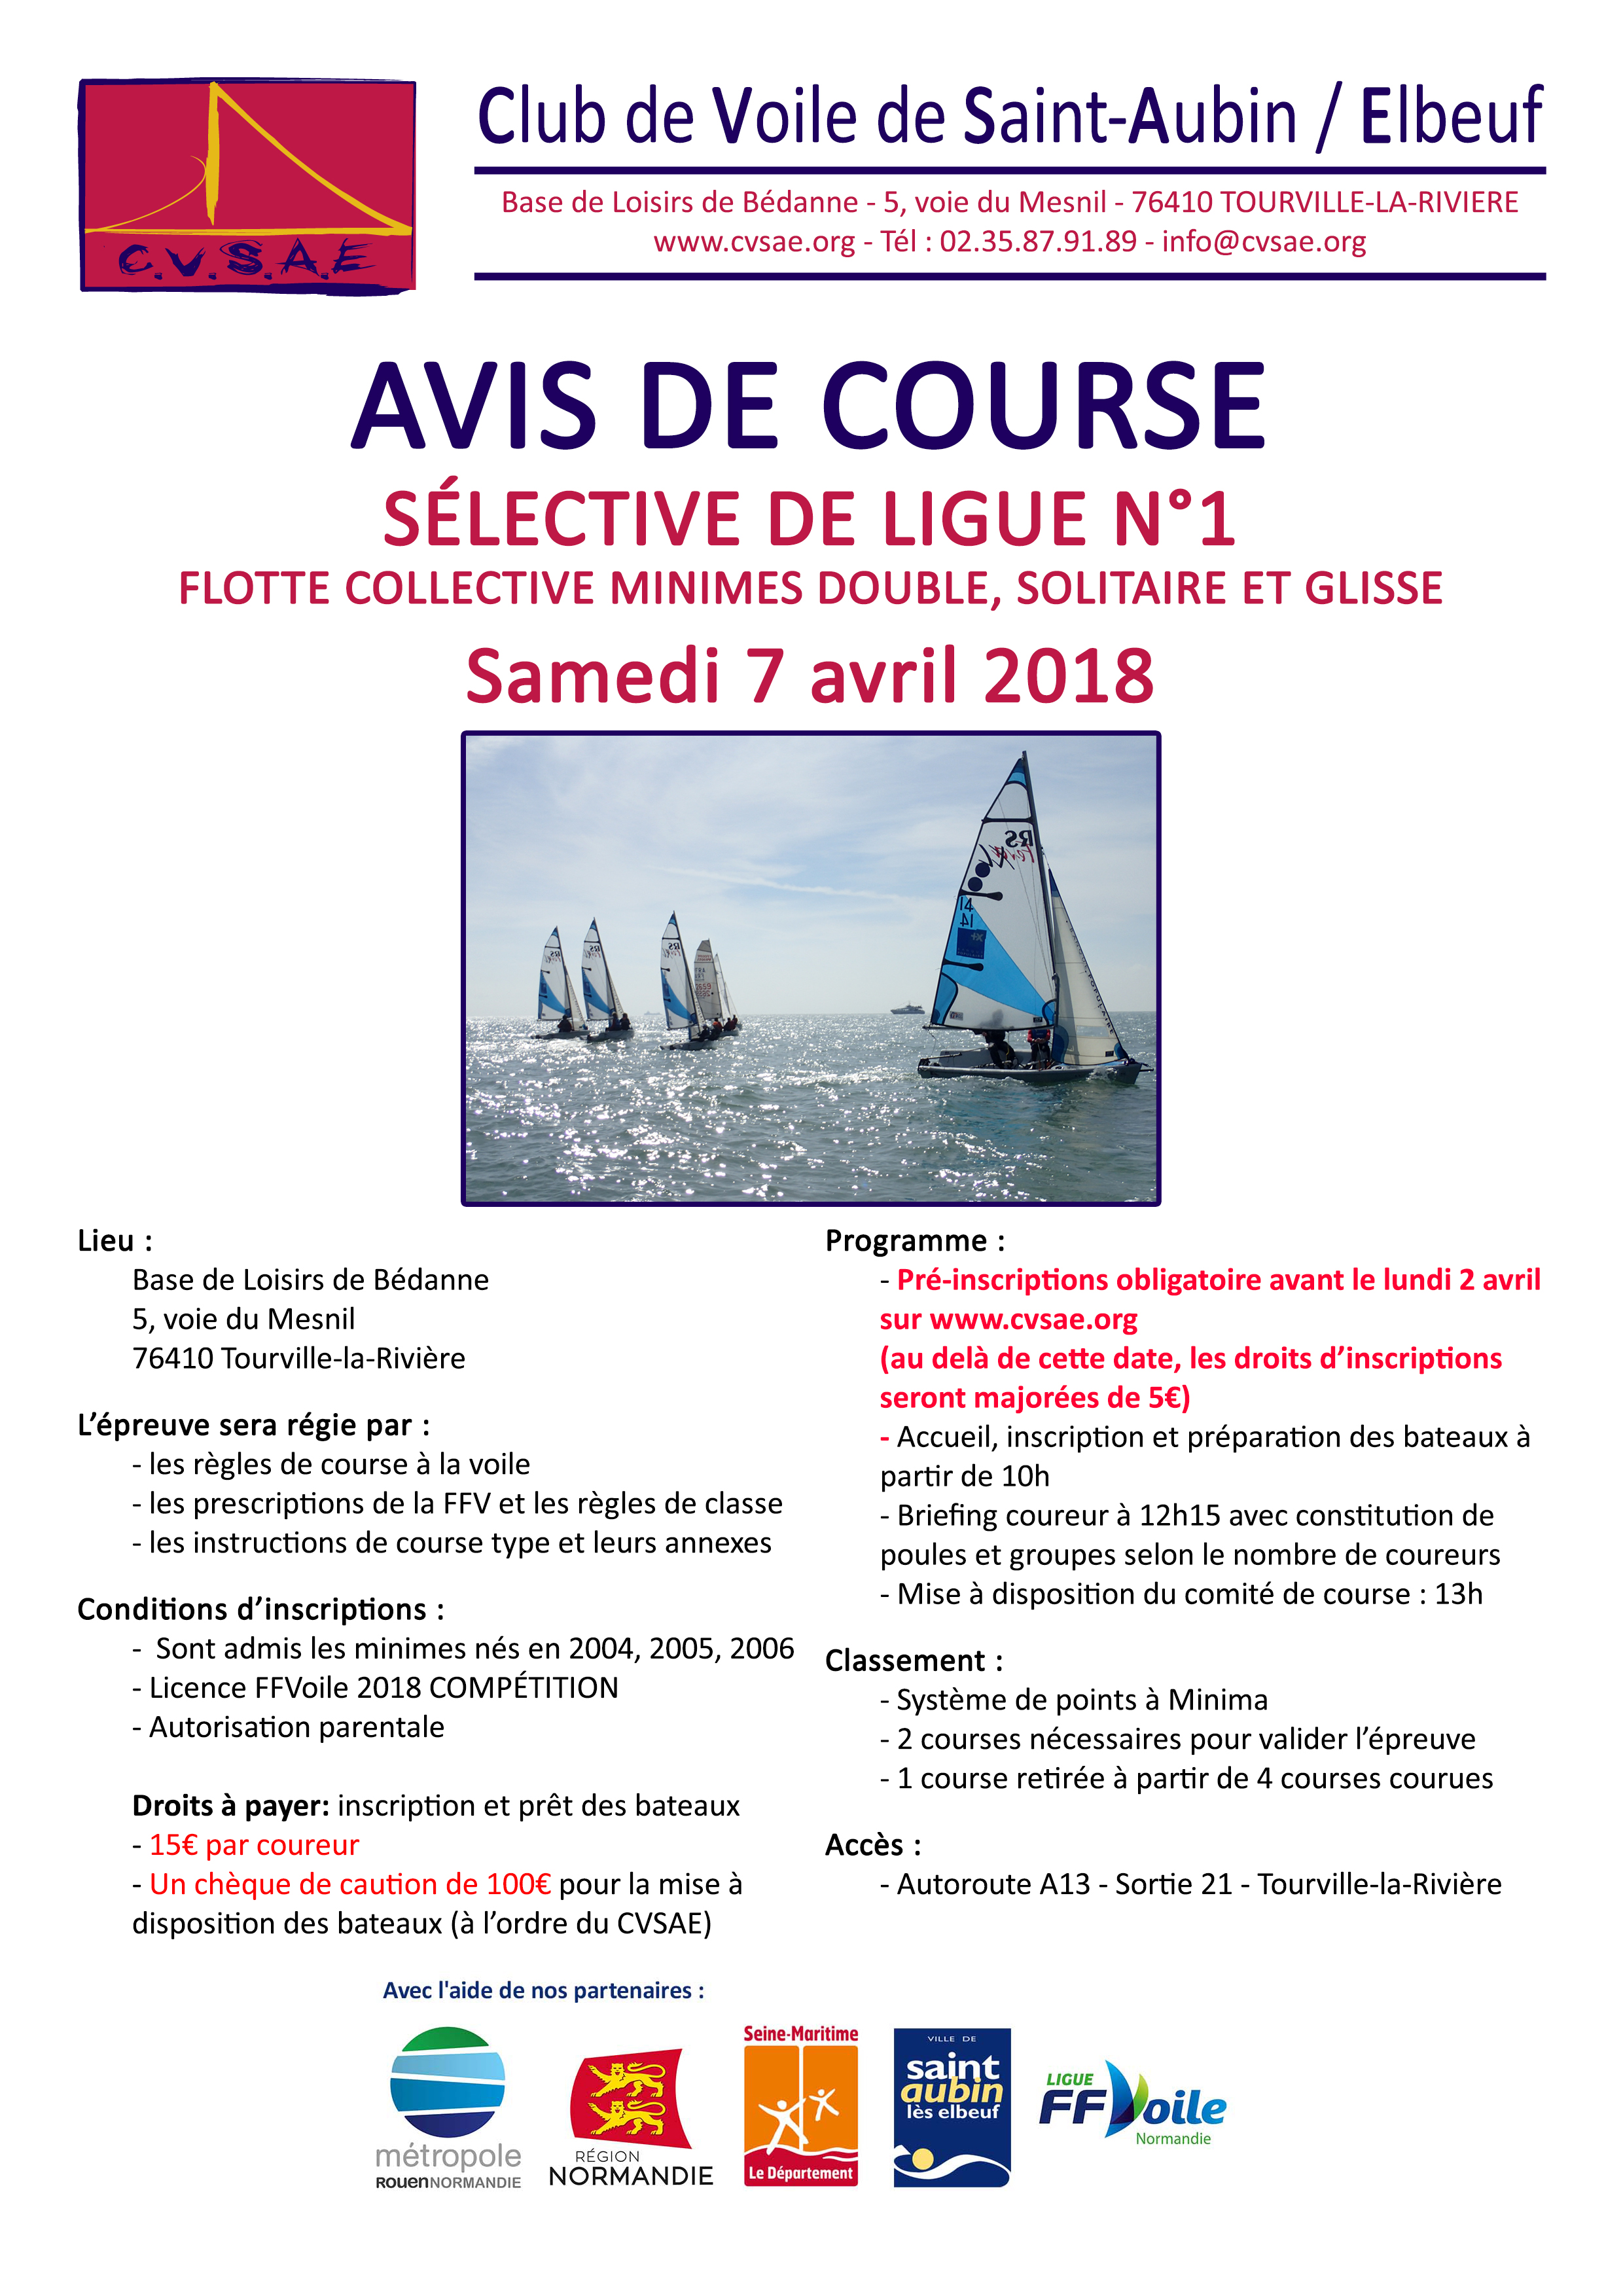 C.V.S.A.E
Club de Voile de Saint-Aubin / Elbeuf
Base de Loisirs de Bédanne - 5, voie du Mesnil - 76410 TOURVILLE-LA-RIVIERE
www.cvsae.org - Tél : 02.35.87.91.89 - info@cvsae.org
AVIS DE COURSE
SÉLECTIVE DE LIGUE N°1
FLOTTE COLLECTIVE MINIMES DOUBLE, SOLITAIRE ET GLISSE
Samedi 7 avril 2018
RS
14
14
Lieu :
Base de Loisirs de Bédanne
5, voie du Mesnil
76410 Tourville-la-Rivière
L’épreuve sera régie par :
- les règles de course à la voile
- les prescriptions de la FFV et les règles de classe
- les instructions de course type et leurs annexes
Conditions d’inscriptions :
- Sont admis les minimes nés en 2004, 2005, 2006
- Licence FFVoile 2018 COMPÉTITION
- Autorisation parentale
Droits à payer: inscription et prêt des bateaux
- 15€ par coureur
- Un chèque de caution de 100€ pour la mise à
disposition des bateaux (à l’ordre du CVSAE)
Programme :
- Pré-inscriptions obligatoire avant le lundi 2 avril
sur www.cvsae.org
(au delà de cette date, les droits d’inscriptions
seront majorées de 5€)
- Accueil, inscription et préparation des bateaux à
partir de 10h
- Briefing coureur à 12h15 avec constitution de
poules et groupes selon le nombre de coureurs
- Mise à disposition du comité de course : 13h
Classement :
- Système de points à Minima
- 2 courses nécessaires pour valider l’épreuve
- 1 course retirée à partir de 4 courses courues
Accès :
- Autoroute A13 - Sortie 21 - Tourville-la-Rivière
Avec l'aide de nos partenaires :
métropole
ROUENNORMANDIE
RÉGION
NORMANDIE
Seine-Maritime
Le Département
VILLE DE
saint
aubin
lès elbeuf
LIGUE
FFVoile
Normandie